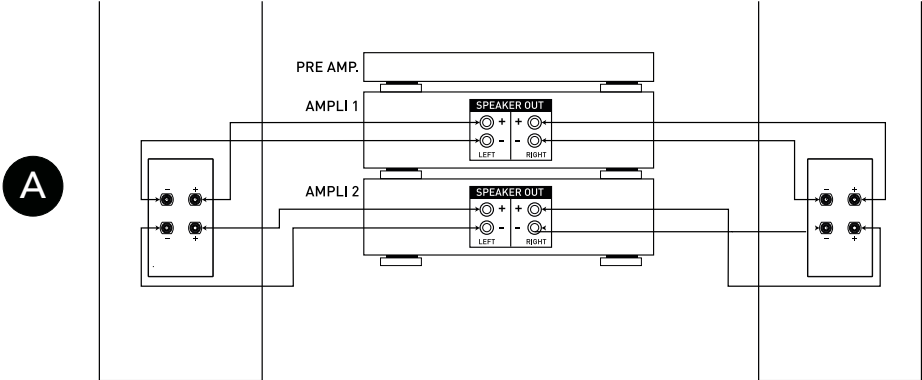 PRE AMP.
AMPLI 1
SPEAKER OUT
+ +
- -
LEFT RIGHT
A
- +
- +
AMPLI 2
SPEAKER OUT
+ +
- -
LEFT RIGHT
- +
- +